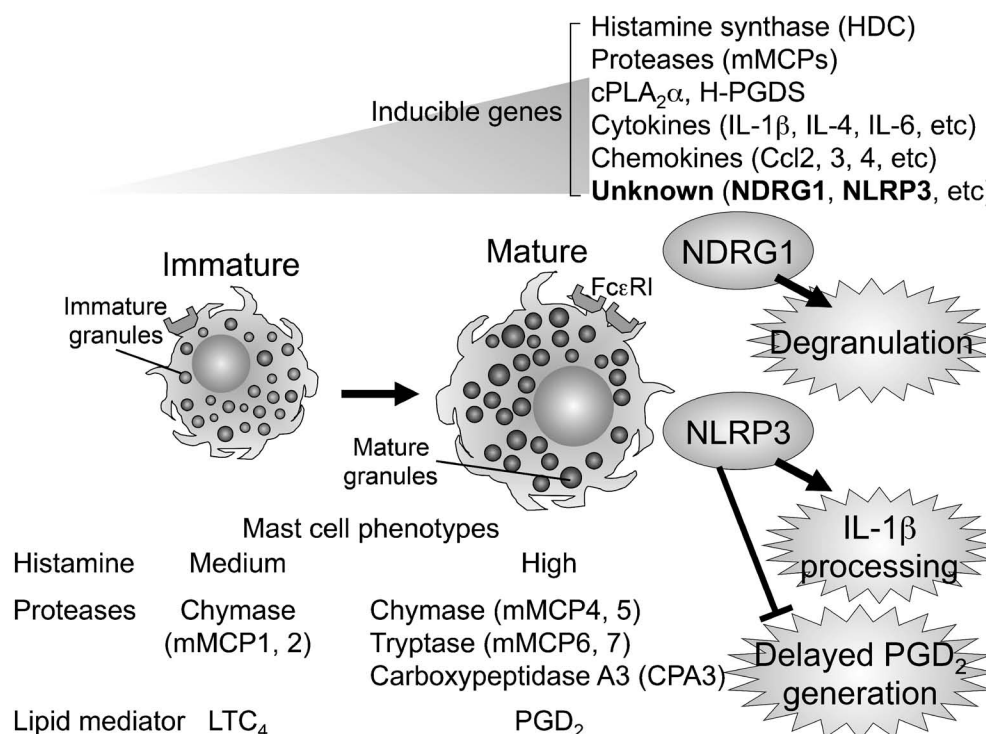 Histamine synthase (HDC)
Proteases (mMCPs)
cPLA₂α, H-PGDS
Inducible genes
Cytokines (IL-1β, IL-4, IL-6, etc)
Chemokines (Ccl2, 3, 4, etc)
Unknown (NDRG1, NLRP3, etc)
Immature
Mature
NDRG1
FcεRI
Immature
granules
Degranulation
NLRP3
Mature
granules
IL-1β
processing
Mast cell phenotypes
Histamine Medium High
Proteases Chymase Chymase (mMCP4, 5)
(mMCP1, 2) Tryptase (mMCP6, 7)
Carboxypeptidase A3 (CPA3)
Delayed PGD₂
generation
Lipid mediator LTC₄ PGD₂